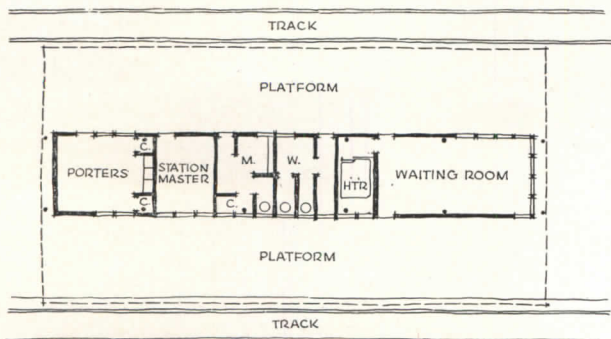 TRACK
PLATFORM
C.
PORTERS
STATION
MASTER
M.
W.
C.
C.
HTR
WAITING ROOM
PLATFORM
TRACK